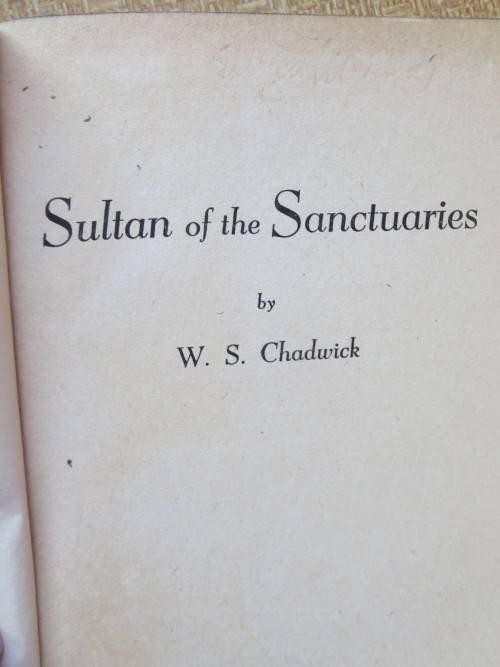 Sultan of the Sanctuaries
by
W. S. Chadwick